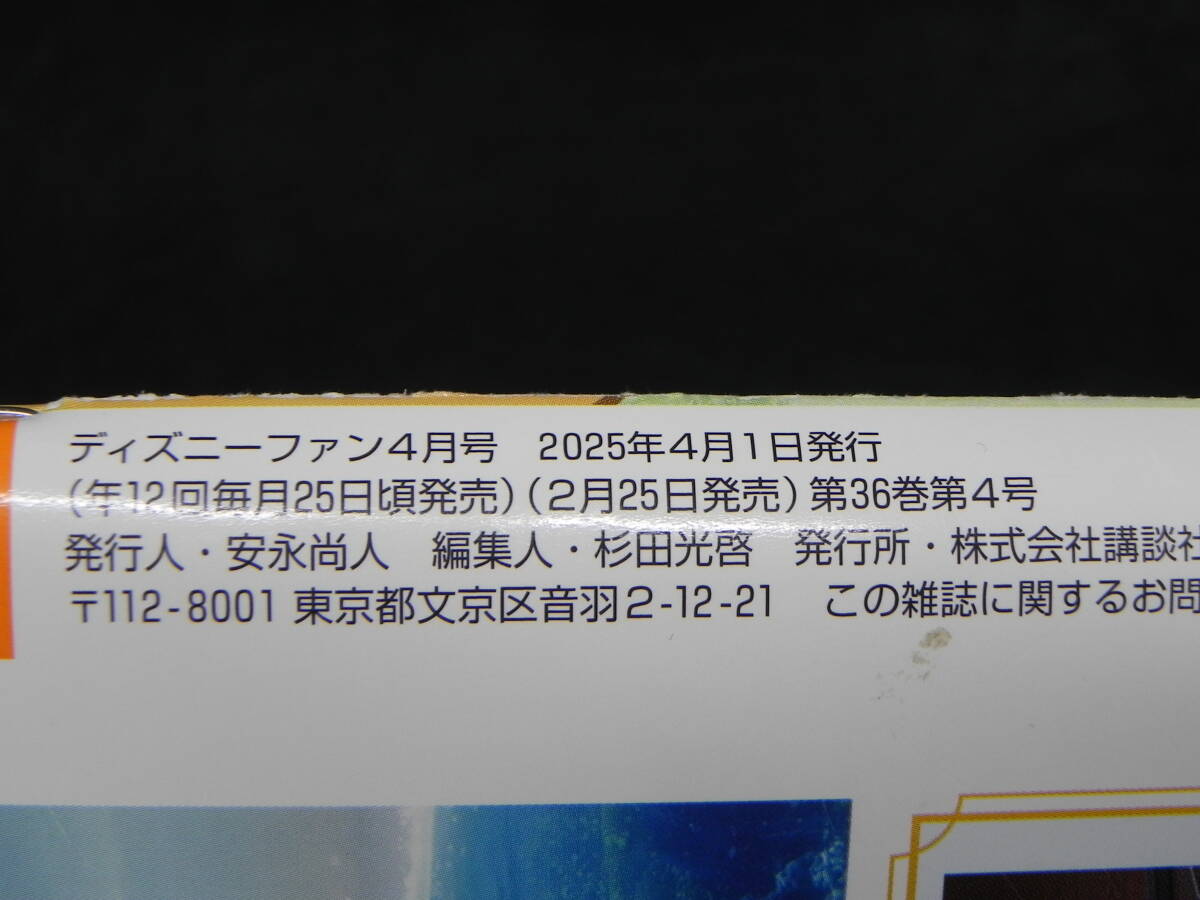 ディズニーファン4月号　2025年4月1日発行
(年12回毎月25日頃発売)(2月25日発売)第36巻第4号
発行人・安永尚人　編集人・杉田光啓　発行所・株式会社講談社
〒112-8001 東京都文京区音羽2-12-21　この雑誌に関するお問